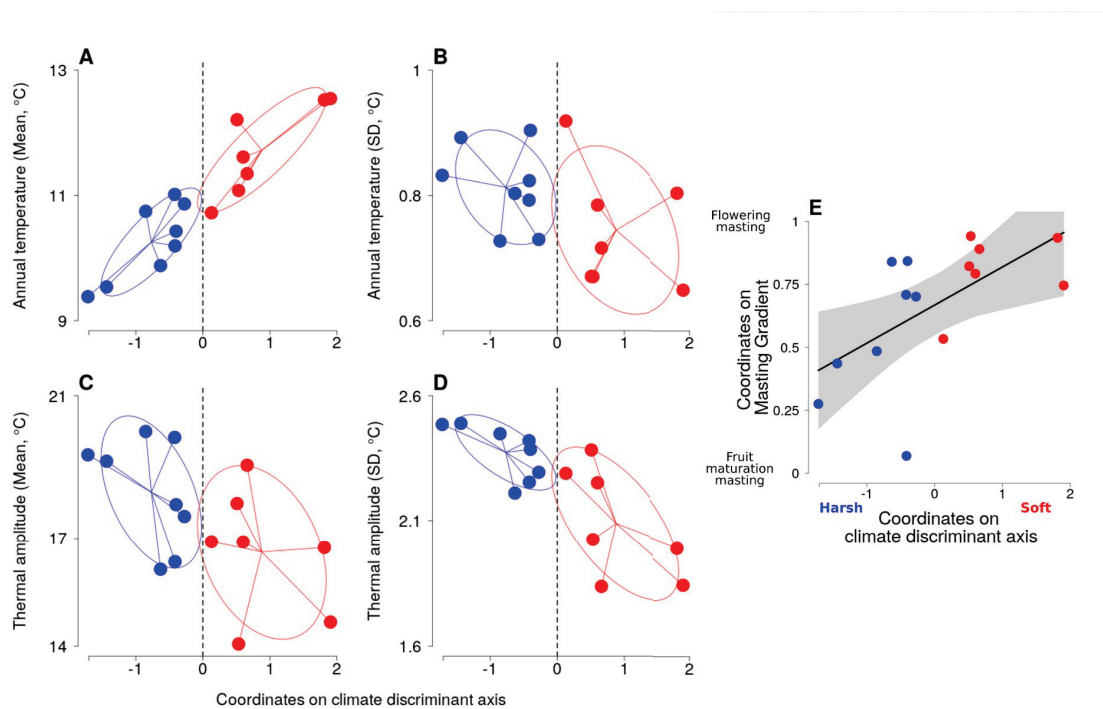 A
Annual temperature (Mean, °C)
13
11
9
-1
0
1
2
B
Annual temperature (SD, °C)
1
0.8
0.6
-1
0
1
2
C
Thermal amplitude (Mean, °C)
21
17
14
-1
0
1
2
D
Thermal amplitude (SD, °C)
2.6
2.1
1.6
-1
0
1
2
Coordinates on climate discriminant axis
E
Flowering
masting
Coordinates on
Masting Gradient
1
0.75
0.5
0.25
0
Fruit
maturation
masting
-1
0
1
2
Harsh
Soft
Coordinates on
climate discriminant axis